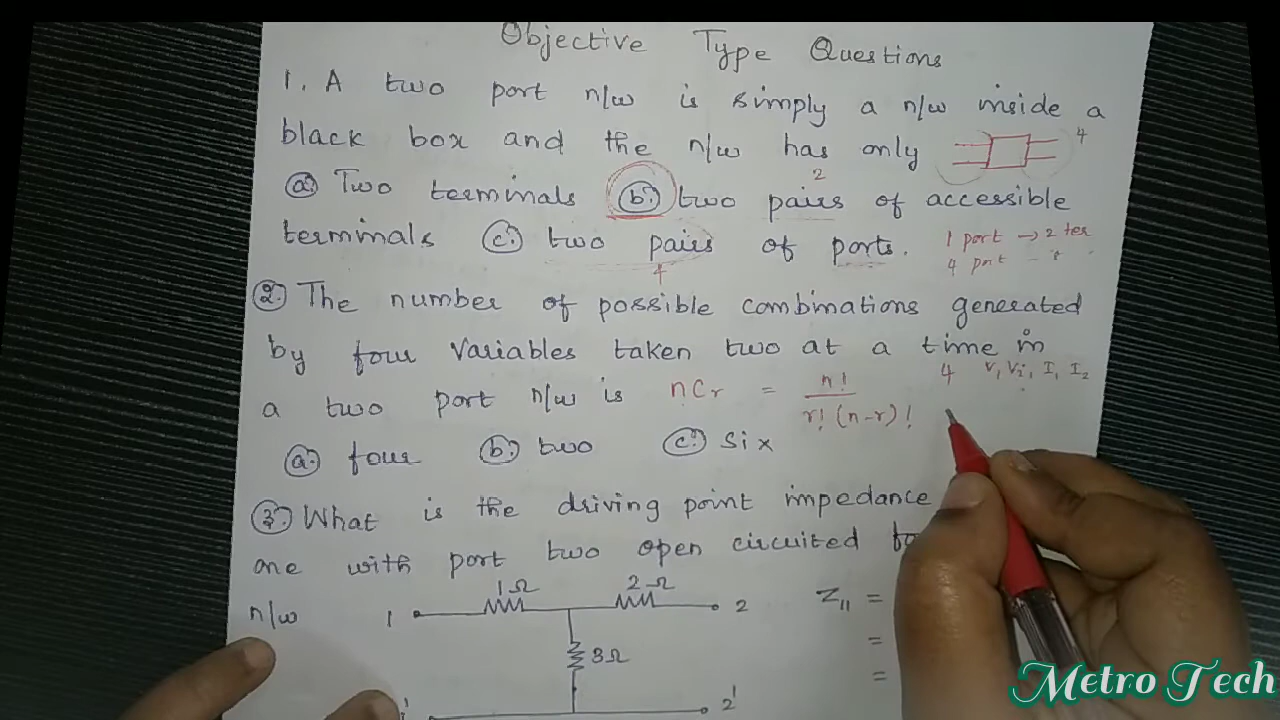 Objective Type Questions
1. A two port n/w is simply a n/w inside a
black box and the n/w has only 4
2
a. Two terminals b. two pairs of accessible
terminals c. two pairs of ports. 1 port → 2 ter
4 4 port -
2. The number of possible combinations generated
by four variables taken two at a time in
4 V1 V2, I1 I2
a two port n/w is nCr = n! / r! (n-r)!
a. four b. two c. six
3. What is the driving point impedance
one with port two open circuited
1Ω 2Ω
n/w 1 2 Z11 =
3Ω =
=
1' 2'
Metro Tech